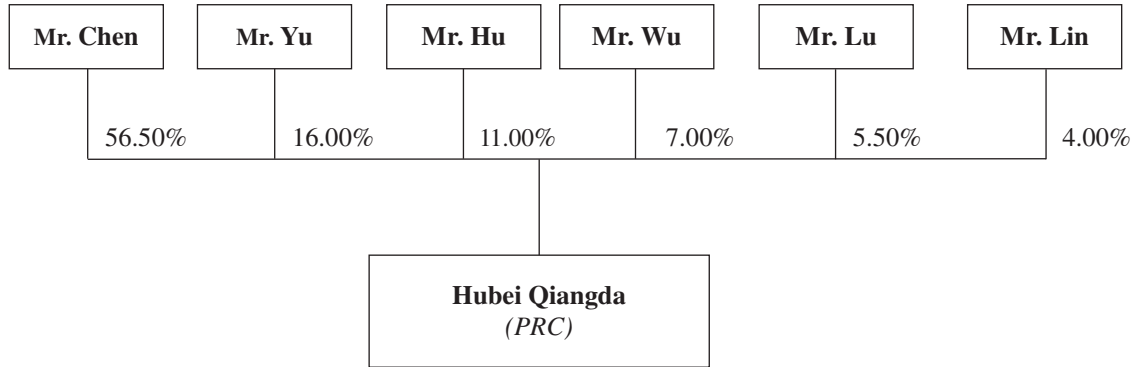 Mr. Chen
Mr. Yu
Mr. Hu
Mr. Wu
Mr. Lu
Mr. Lin
56.50%
16.00%
11.00%
7.00%
5.50%
4.00%
Hubei Qiangda
(PRC)